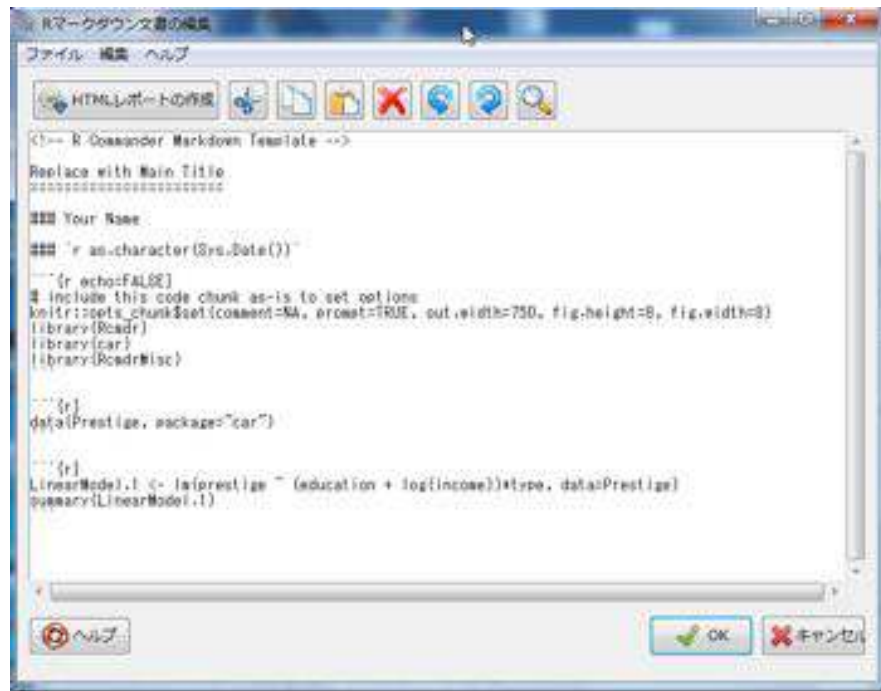 Rマークダウン文書の編集
ファイル 編集 ヘルプ
HTMLレポートの作成
<!-- R Commander Markdown Template -->
Replace with Main Title
=======================
### Your Name
### `r as.character(Sys.Date())`
```{r echo=FALSE}
# include this code chunk as-is to set options
knitr::opts_chunk$set(comment=NA, prompt=TRUE, out.width=750, fig.height=8, fig.width=8)
library(Rcmdr)
library(car)
library(RcmdrMisc)
```
```{r}
data(Prestige, package="car")
```
```{r}
LinearModel.1 <- lm(prestige ~ (education + log(income))*type, data=Prestige)
summary(LinearModel.1)
```
ヘルプ
OK
キャンセル